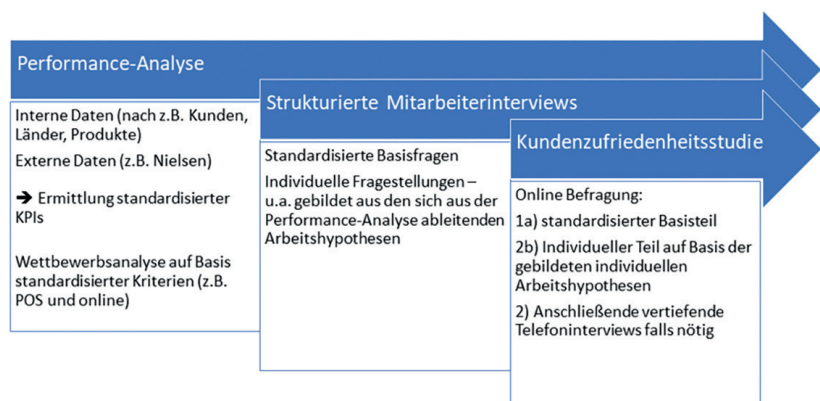 Performance-Analyse
Interne Daten (nach z.B. Kunden,
Länder, Produkte)
Externe Daten (z.B. Nielsen)
➔ Ermittlung standardisierter
KPIs
Wettbewerbsanalyse auf Basis
standardisierter Kriterien (z.B.
POS und online)
Strukturierte Mitarbeiterinterviews
Standardisierte Basisfragen
Individuelle Fragestellungen –
u.a. gebildet aus den sich aus der
Performance-Analyse ableitenden
Arbeitshypothesen
Kundenzufriedenheitsstudie
Online Befragung:
1a) standardisierter Basisteil
2b) Individueller Teil auf Basis der
gebildeten individuellen
Arbeitshypothesen
2) Anschließende vertiefende
Telefoninterviews falls nötig